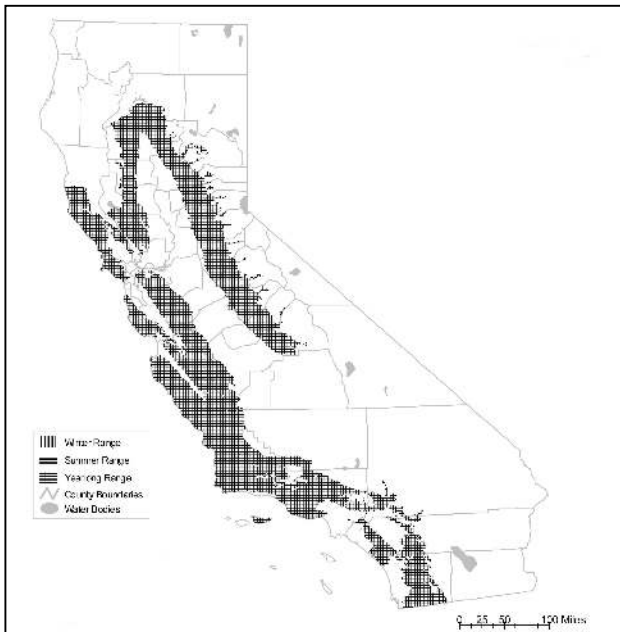 Winter Range
Summer Range
Yearlong Range
County Boundaries
Water Bodies
0 25 50 100 Miles